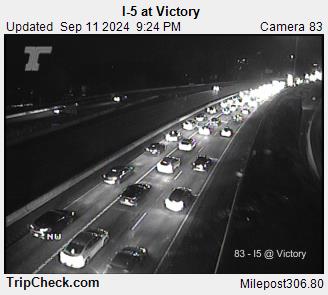 I-5 at Victory
Updated Sep 11 2024 9:24 PM Camera 83
T
NW
83 - I5 @ Victory
TripCheck.com Milepost306.80